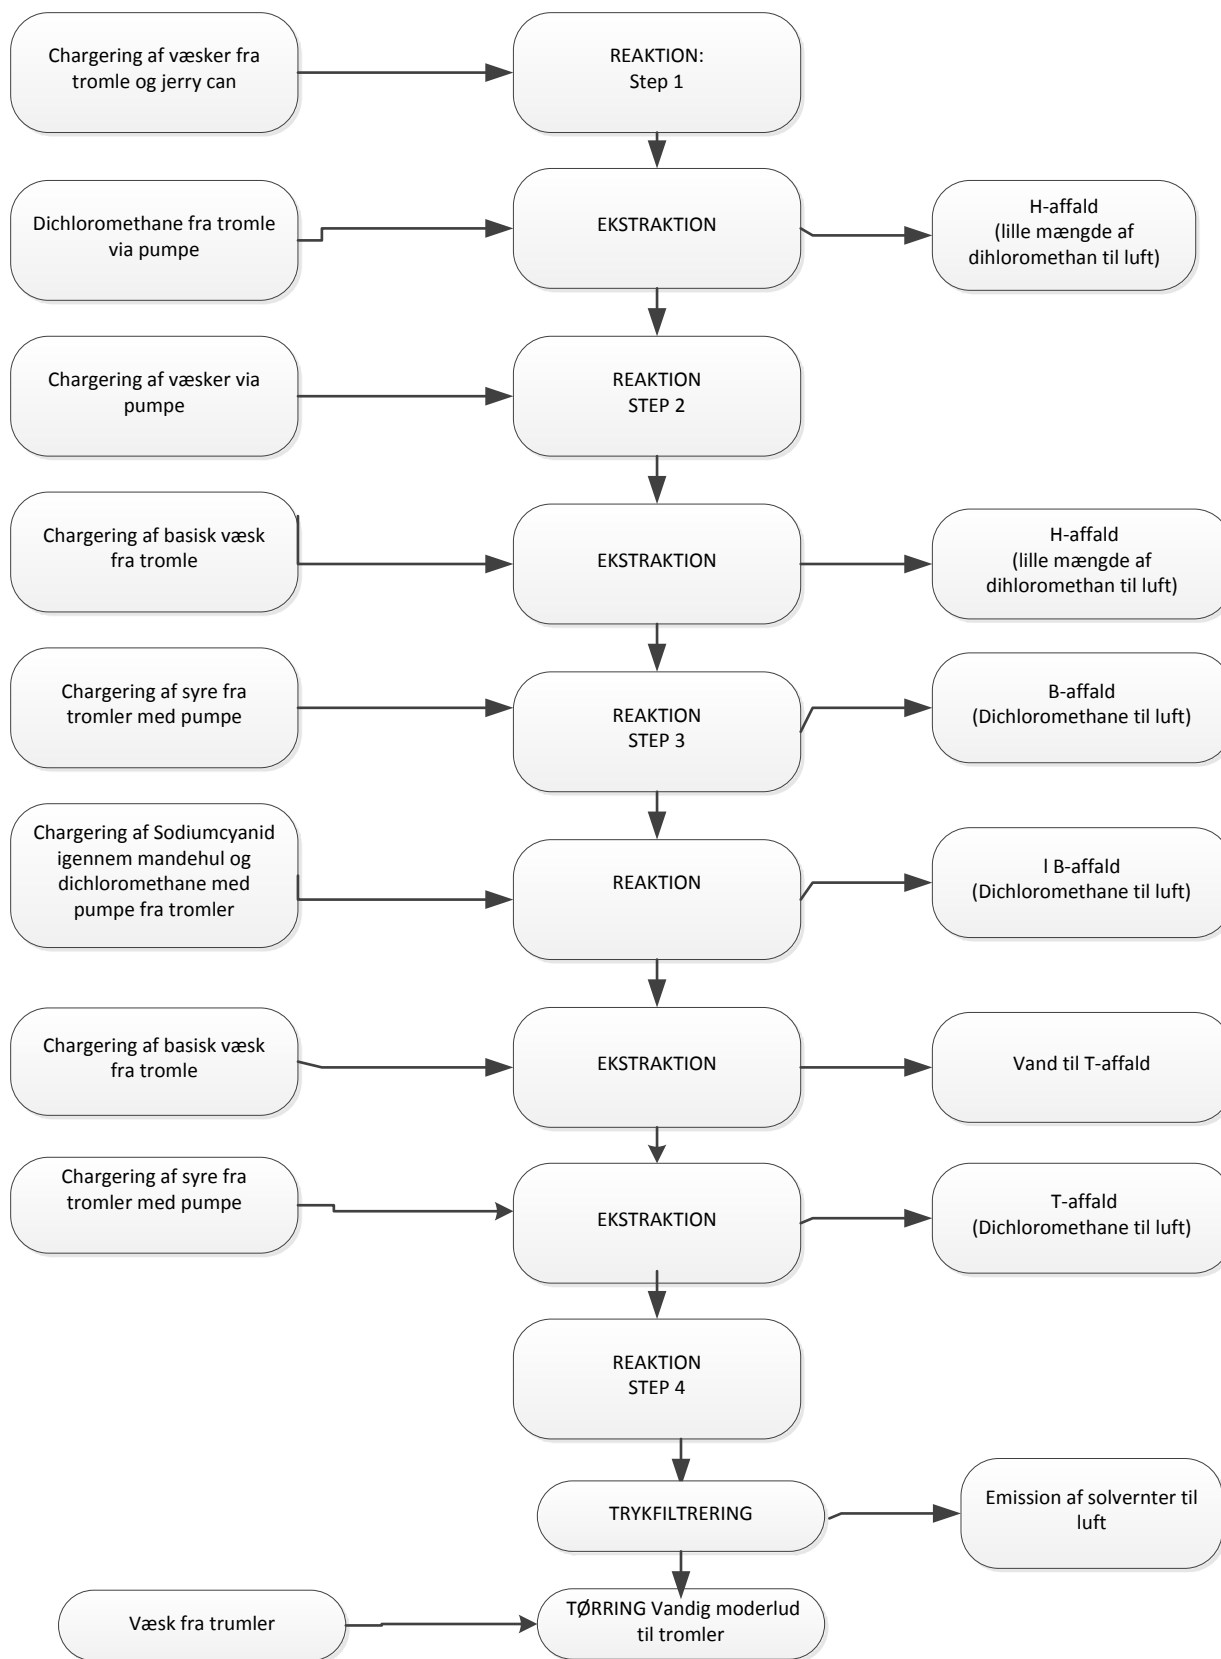 Chargering af væsker fra
tromle og jerry can
REAKTION:
Step 1
Dichloromethane fra tromle
via pumpe
EKSTRAKTION
H-affald
(lille mængde af
dihloromethan til luft)
Chargering af væsker via
pumpe
REAKTION
STEP 2
Chargering af basisk væsk
fra tromle
EKSTRAKTION
H-affald
(lille mængde af
dihloromethan til luft)
Chargering af syre fra
tromler med pumpe
REAKTION
STEP 3
B-affald
(Dichloromethane til luft)
Chargering af Sodiumcyanid
igennem mandehul og
dichloromethane med
pumpe fra tromler
REAKTION
l B-affald
(Dichloromethane til luft)
Chargering af basisk væsk
fra tromle
EKSTRAKTION
Vand til T-affald
Chargering af syre fra
tromler med pumpe
EKSTRAKTION
T-affald
(Dichloromethane til luft)
REAKTION
STEP 4
TRYKFILTRERING
Emission af solvernter til
luft
Væsk fra trumler
TØRRING Vandig moderlud
til tromler